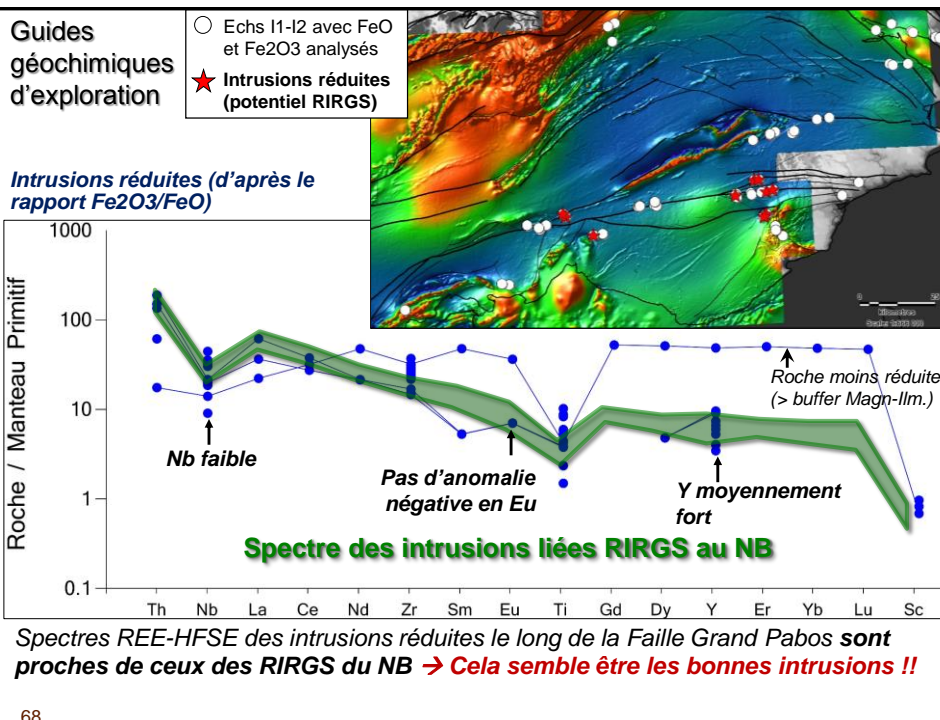 Guides
géochimiques
d'exploration
Echs I1-I2 avec FeO
et Fe2O3 analysés
Intrusions réduites
(potentiel RIRGS)
Intrusions réduites (d'après le
rapport Fe2O3/FeO)
kilometres
Roche / Manteau Primitif
1000
100
10
1
0.1
Nb faible
Pas d'anomalie
négative en Eu
Y moyennement
fort
Roche moins réduite
(> buffer Magn-Ilm.)
Spectre des intrusions liées RIRGS au NB
Th Nb La Ce Nd Zr Sm Eu Ti Gd Dy Y Er Yb Lu Sc
Spectres REE-HFSE des intrusions réduites le long de la Faille Grand Pabos sont
proches de ceux des RIRGS du NB → Cela semble être les bonnes intrusions !!
68